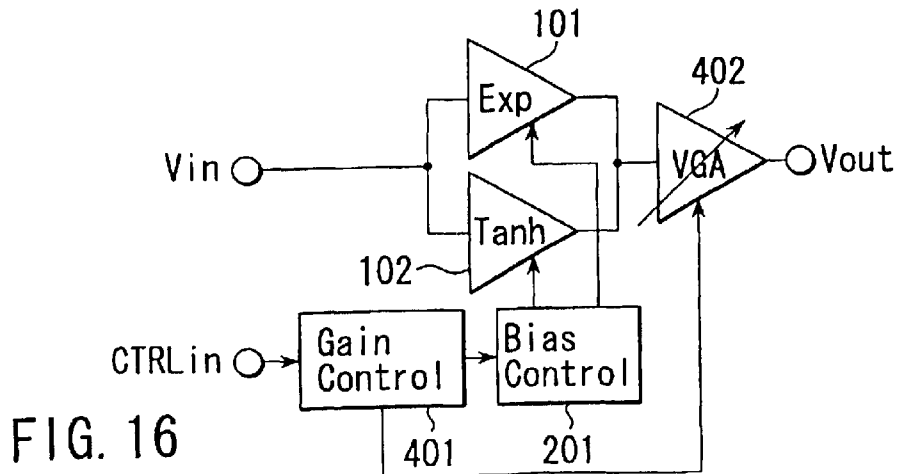 101
Exp
402
VGA
Vin
Vout
Tanh
102
CTRLin
Gain
Control
Bias
Control
401
201
FIG. 16